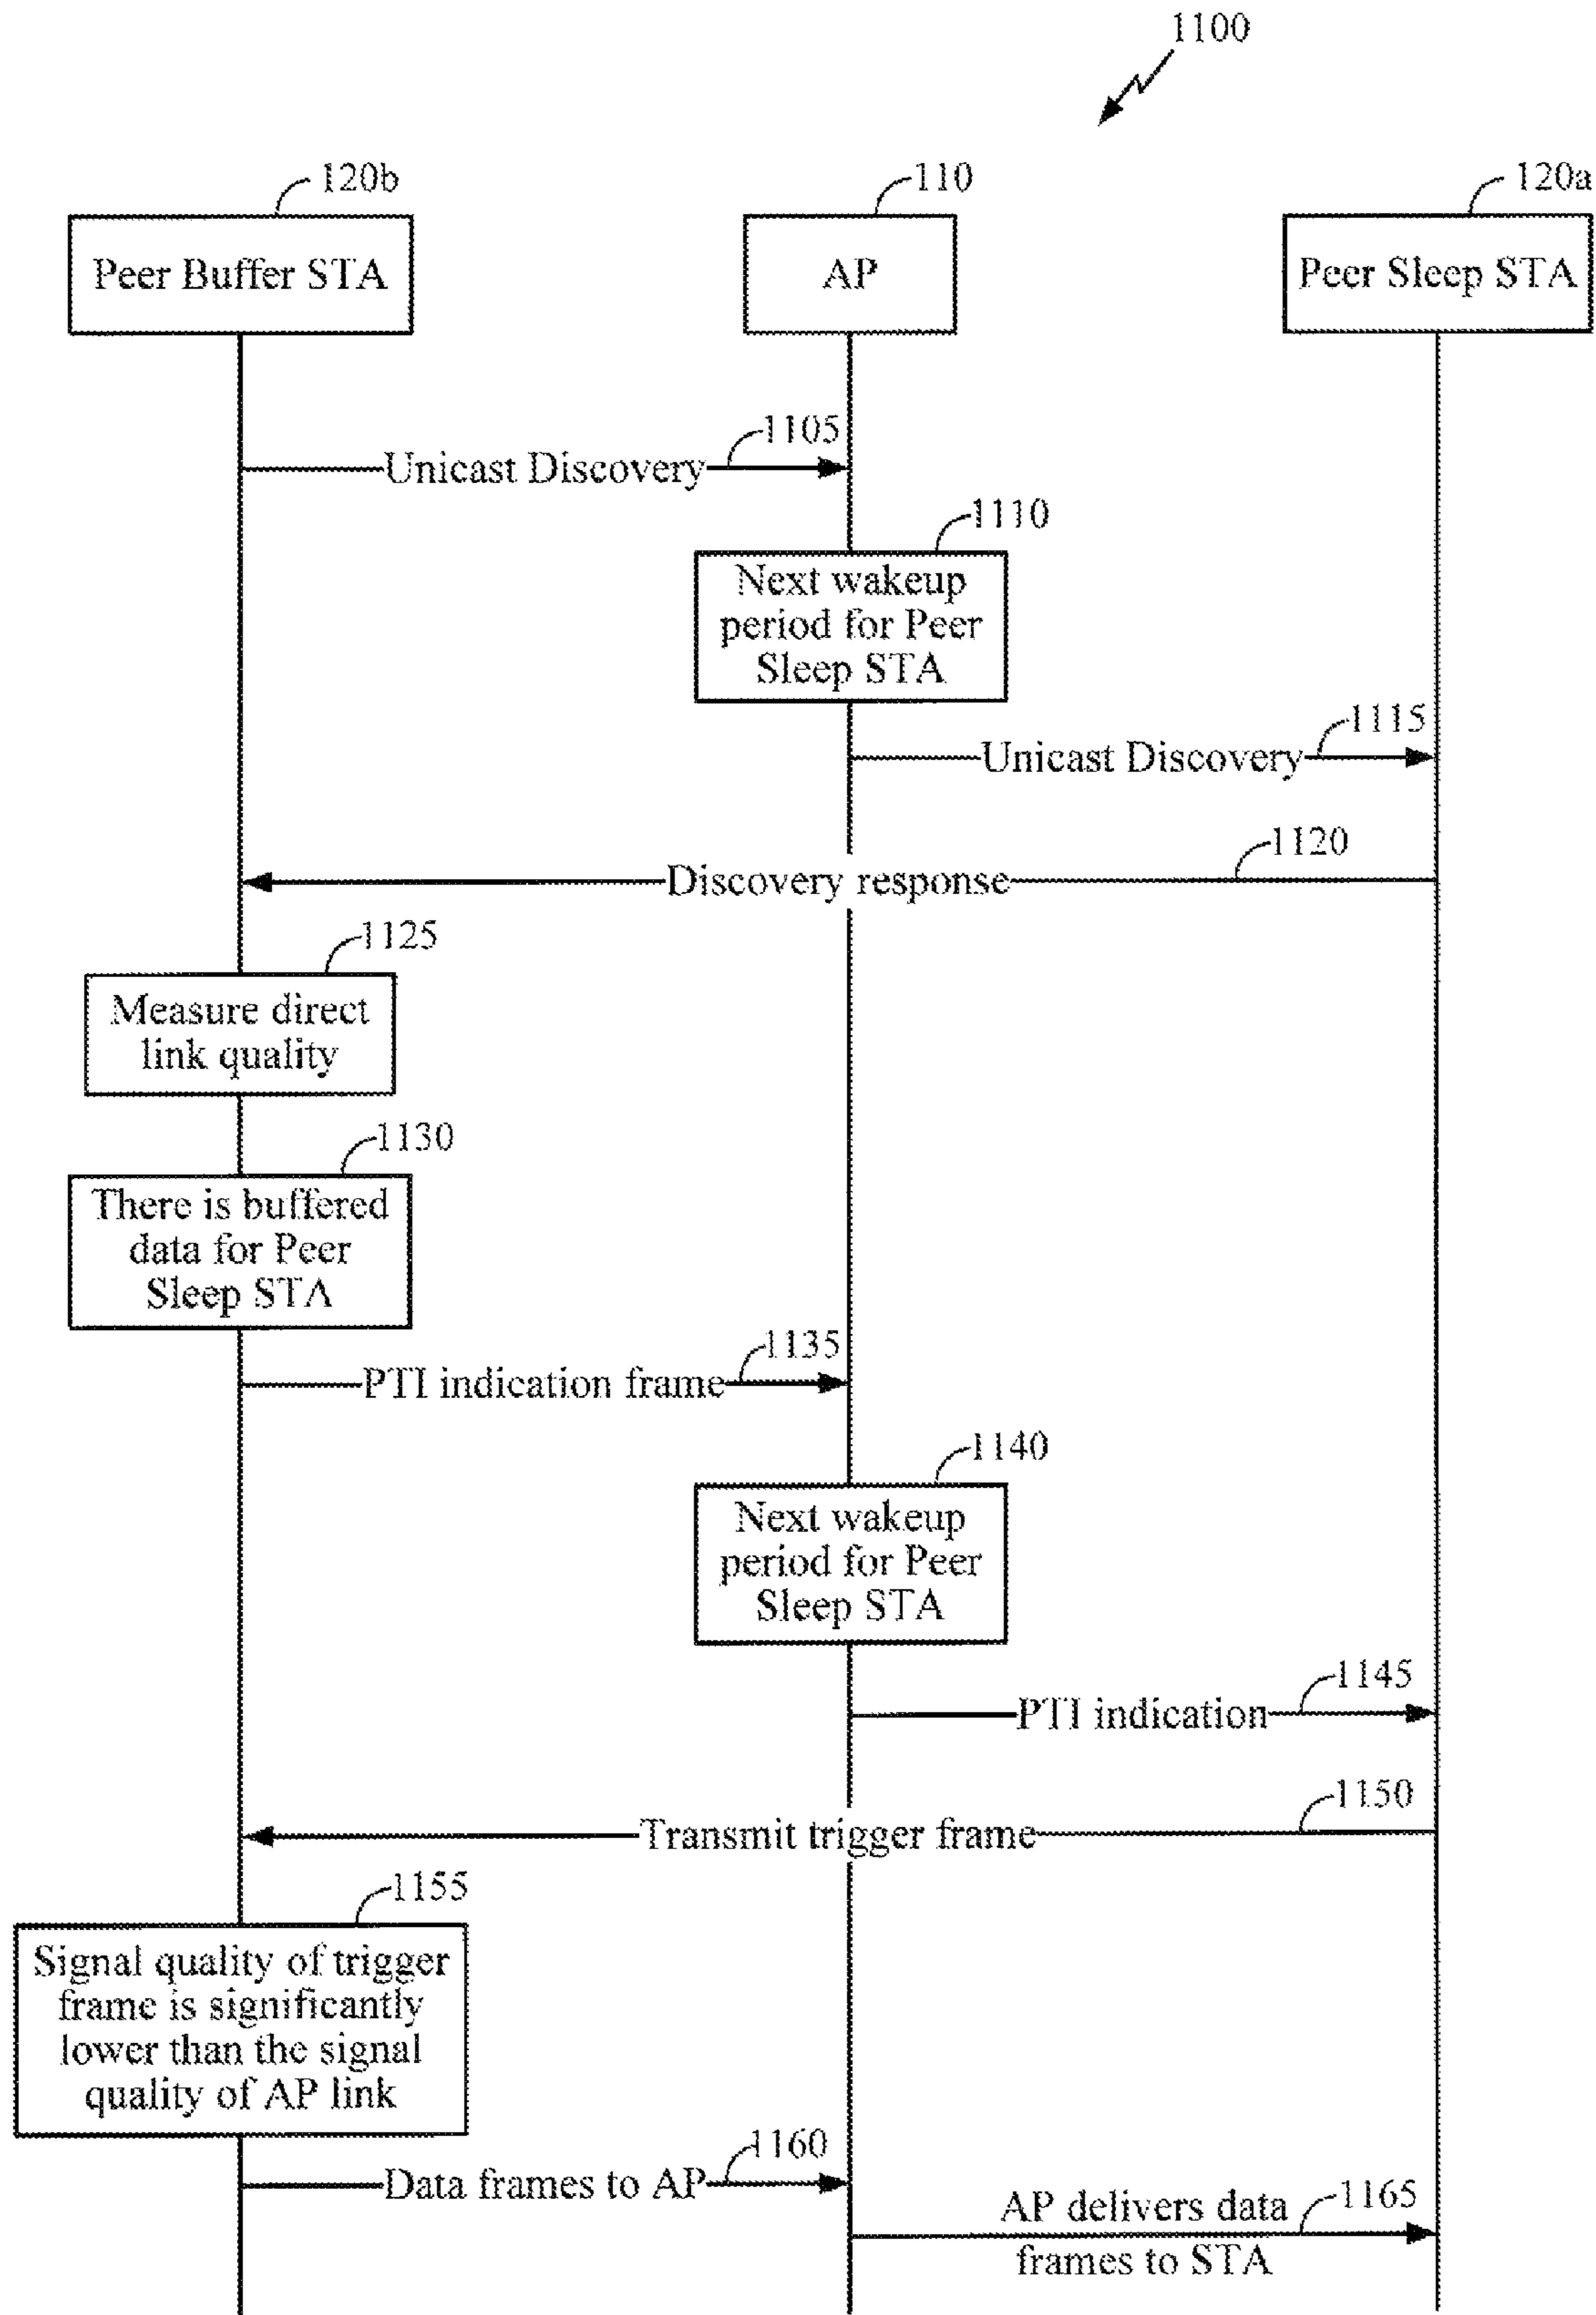 1100
120b
110
120a
Peer Buffer STA
AP
Peer Sleep STA
1105
Unicast Discovery
1110
Next wakeup
period for Peer
Sleep STA
1115
Unicast Discovery
1120
Discovery response
1125
Measure direct
link quality
1130
There is buffered
data for Peer
Sleep STA
1135
PTI indication frame
1140
Next wakeup
period for Peer
Sleep STA
1145
PTI indication
1150
Transmit trigger frame
1155
Signal quality of trigger
frame is significantly
lower than the signal
quality of AP link
1160
Data frames to AP
1165
AP delivers data
frames to STA